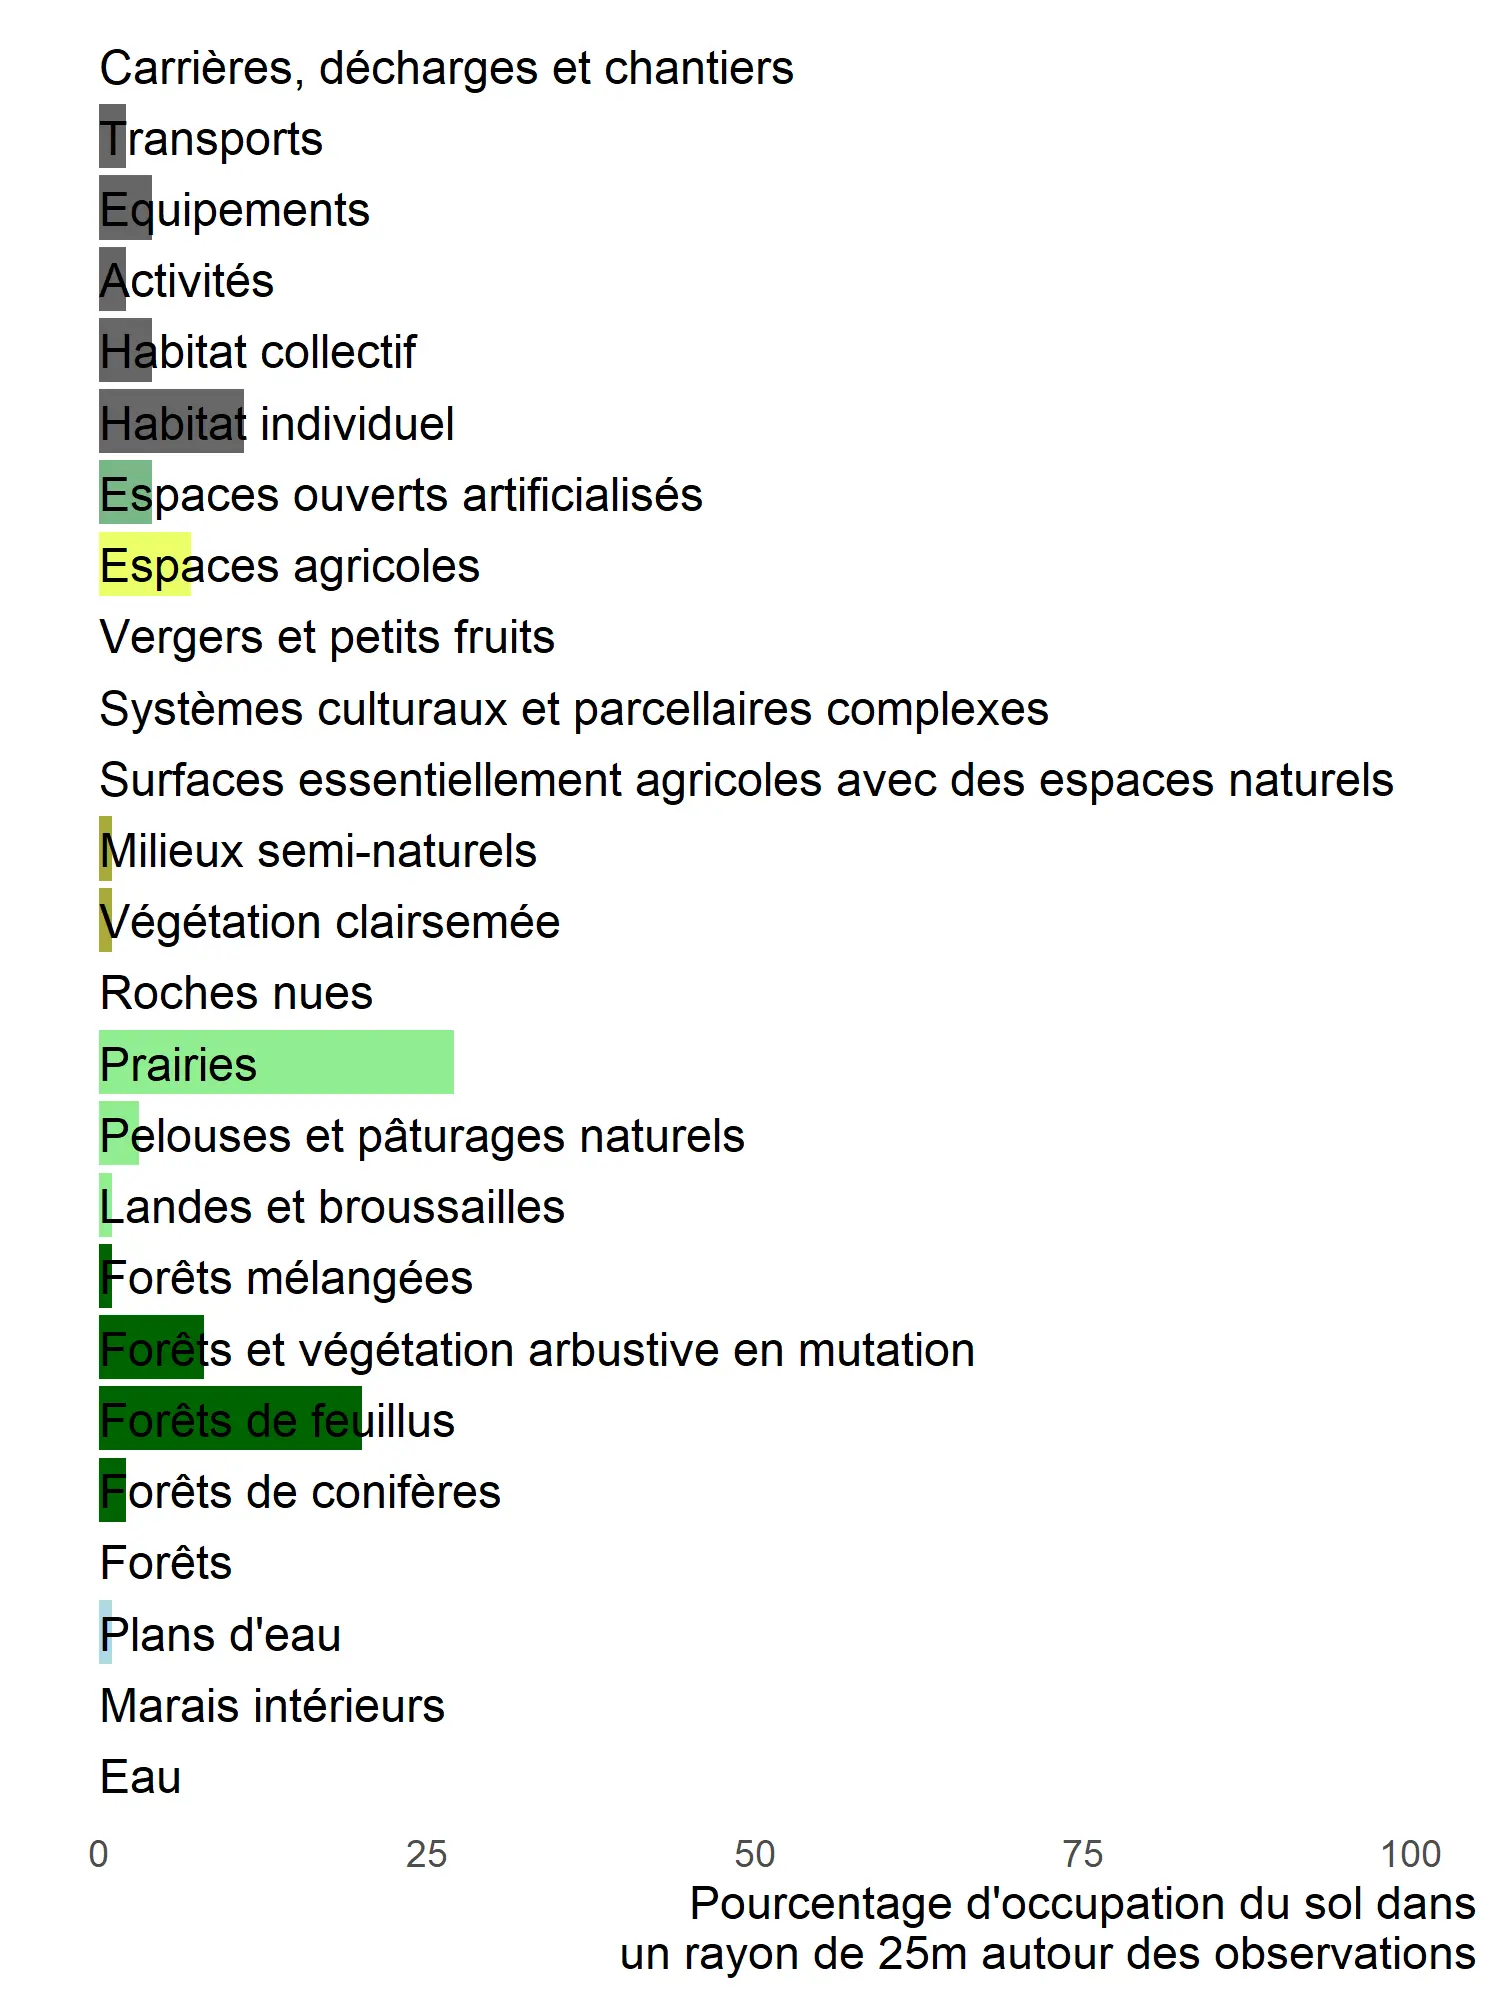 Carrières, décharges et chantiers
Transports
Equipements
Activités
Habitat collectif
Habitat individuel
Espaces ouverts artificialisés
Espaces agricoles
Vergers et petits fruits
Systèmes culturaux et parcellaires complexes
Surfaces essentiellement agricoles avec des espaces naturels
Milieux semi-naturels
Végétation clairsemée
Roches nues
Prairies
Pelouses et pâturages naturels
Landes et broussailles
Forêts mélangées
Forêts et végétation arbustive en mutation
Forêts de feuillus
Forêts de conifères
Forêts
Plans d'eau
Marais intérieurs
Eau
0 25 50 75 100
Pourcentage d'occupation du sol dans
un rayon de 25m autour des observations